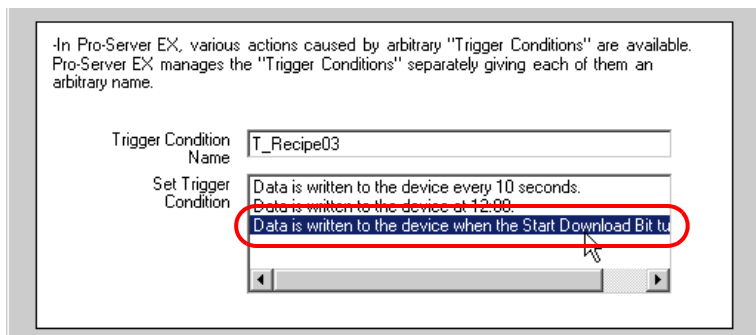 -In Pro-Server EX, various actions caused by arbitrary "Trigger Conditions" are available.
Pro-Server EX manages the "Trigger Conditions" separately giving each of them an
arbitrary name.
Trigger Condition
Name
T_Recipe03
Set Trigger
Condition
Data is written to the device every 10 seconds.
Data is written to the device at 12:00.
Data is written to the device when the Start Download Bit tu